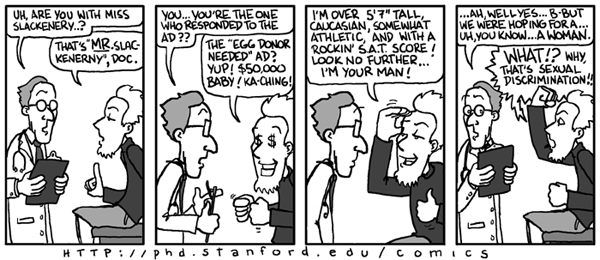 UH, ARE YOU WITH MISS
SLACKENERY..?
THAT'S "MR. SLAC-
KENERNY", DOC.
YOU... YOU'RE THE ONE
WHO RESPONDED TO THE
AD ??
THE "EGG DONOR
NEEDED" AD?
YUP! $50,000
BABY! KA-CHING!
I'M OVER 5'7" TALL,
CAUCASIAN, SOMEWHAT
ATHLETIC, AND WITH A
ROCKIN' S.A.T. SCORE!
LOOK NO FURTHER...
I'M YOUR MAN!
...AH, WELL YES... B-BUT
WE WERE HOPING FOR A...
UH, YOU KNOW... A WOMAN.
WHAT!? WHY,
THAT'S SEXUAL
DISCRIMINATION!!
HTTP://phd.stanford.edu/comics